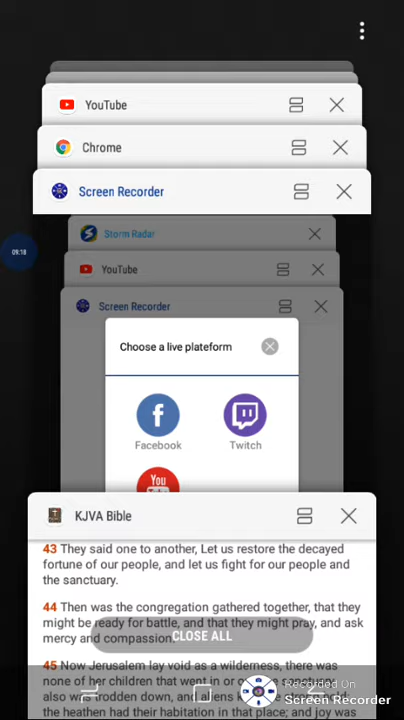 YouTube
Chrome
Screen Recorder
Storm Radar
09:18
YouTube
Screen Recorder
Choose a live plateform
Facebook
Twitch
You
KJVA Bible
43 They said one to another, Let us restore the decayed
fortune of our people, and let us fight for our people and
the sanctuary.
44 Then was the congregation gathered together, that they
might be ready for battle, and that they might pray, and ask
mercy and compassion.
CLOSE ALL
45 Now Jerusalem lay void as a wilderness, there was
none of her children that went in or
also was trodden down, and aliens
the heathen had their habitation in that place; and joy was
Recorded On
Screen Recorder